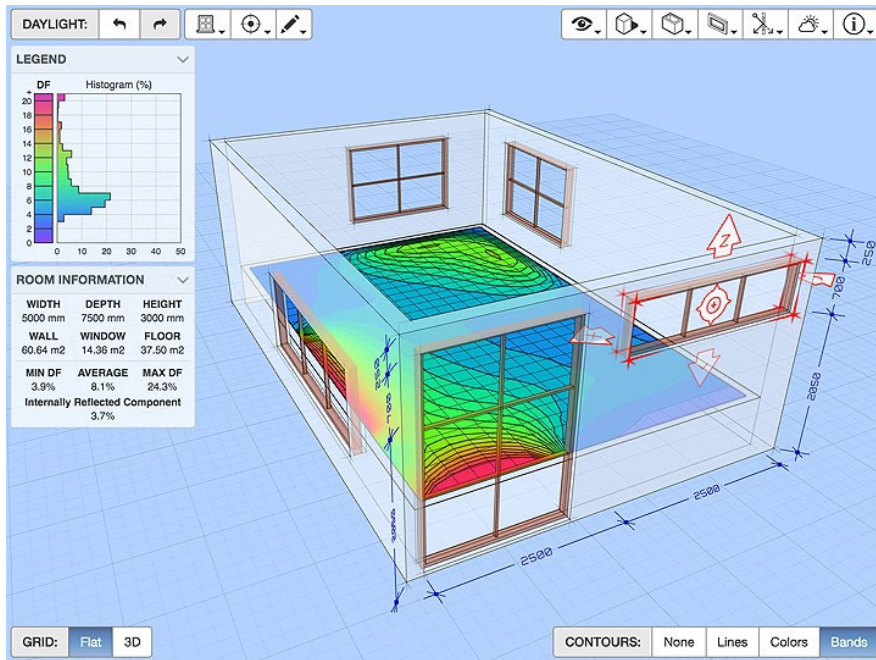 DAYLIGHT:
LEGEND
DF Histogram (%)
+
20
18
16
14
12
10
8
6
4
2
0
0 10 20 30 40 50
ROOM INFORMATION
WIDTH DEPTH HEIGHT
5000 mm 7500 mm 3000 mm
WALL WINDOW FLOOR
60.64 m2 14.36 m2 37.50 m2
MIN DF AVERAGE MAX DF
3.9% 8.1% 24.3%
Internally Reflected Component
3.7%
Z
250
700
2050
2500
2500
GRID: Flat 3D
CONTOURS: None Lines Colors Bands